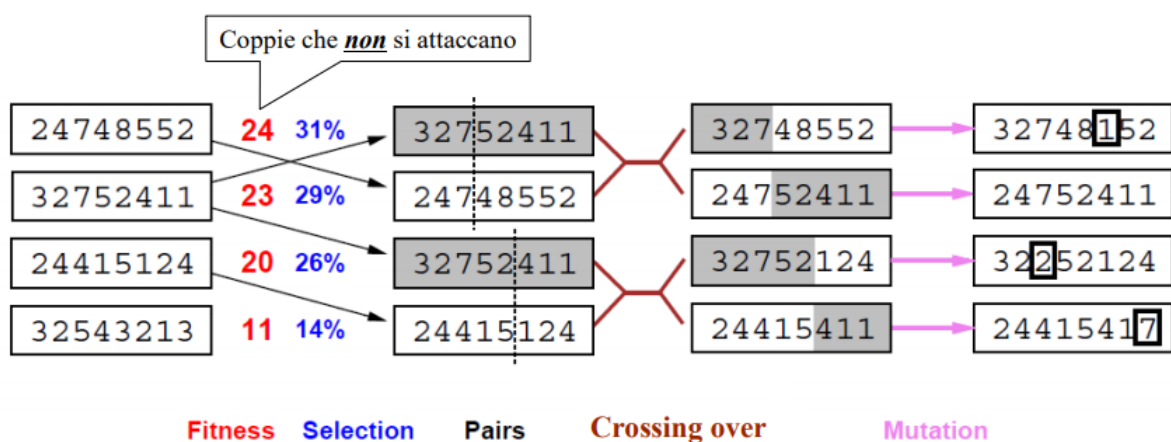 Coppie che non si attaccano
24748552 24 31% 32752411 32748552 32748152
32752411 23 29% 24748552 24752411 24752411
24415124 20 26% 32752411 32752124 32252124
32543213 11 14% 24415124 24415411 24415417
Fitness Selection Pairs Crossing over Mutation